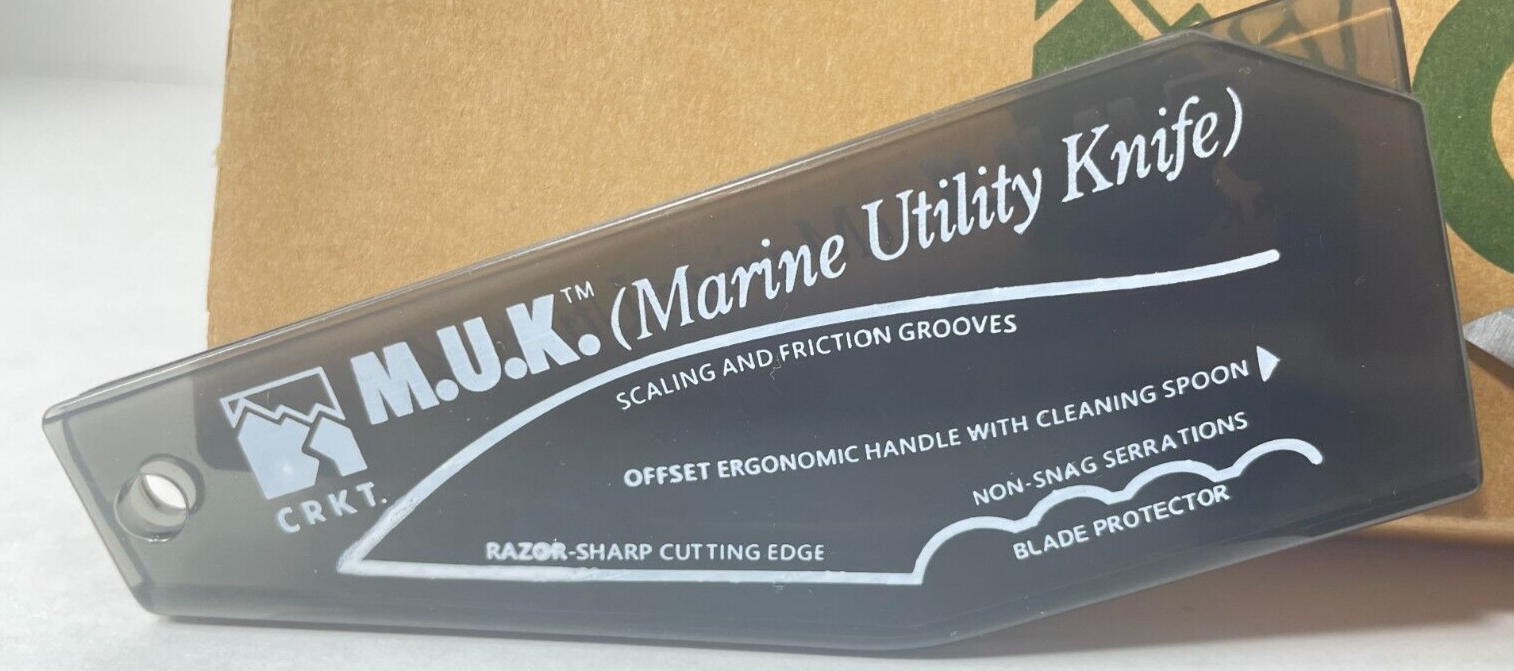 M.U.K.™ (Marine Utility Knife)
SCALING AND FRICTION GROOVES
OFFSET ERGONOMIC HANDLE WITH CLEANING SPOON
NON-SNAG SERRATIONS
CRKT.
RAZOR-SHARP CUTTING EDGE
BLADE PROTECTOR